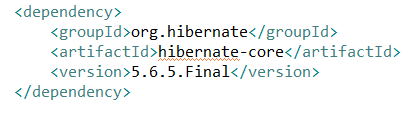 <dependency>
<groupId>org.hibernate</groupId>
<artifactId>hibernate-core</artifactId>
<version>5.6.5.Final</version>
</dependency>